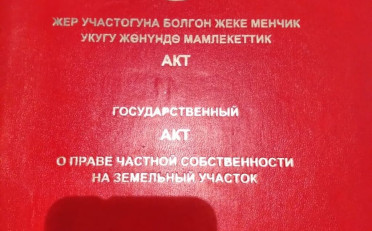 ЖЕР УЧАСТОГУНА БОЛГОН ЖЕКЕ МЕНЧИК
УКУГУ ЖӨНҮНДӨ МАМЛЕКЕТТИК
АКТ
ГОСУДАРСТВЕННЫЙ
АКТ
О ПРАВЕ ЧАСТНОЙ СОБСТВЕННОСТИ
НА ЗЕМЕЛЬНЫЙ УЧАСТОК